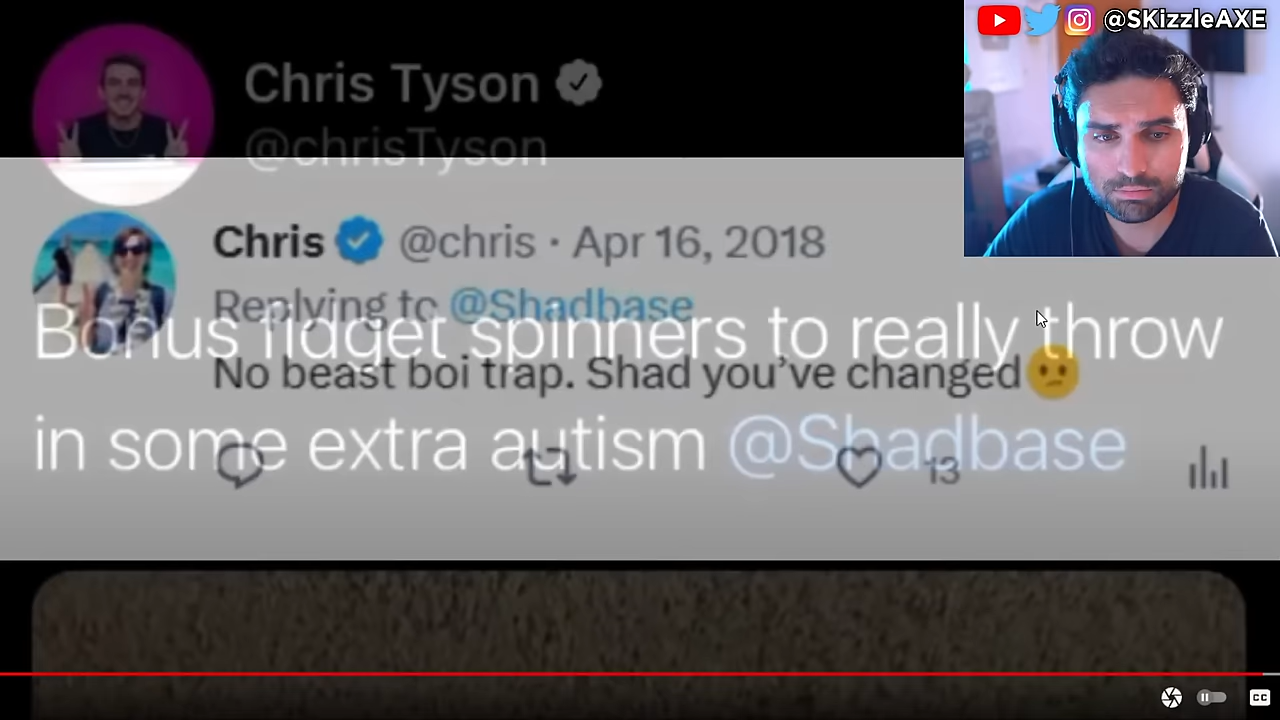 @SKizzleAXE
Chris Tyson
@chrisTyson
Chris @chris · Apr 16, 2018
Replying to @Shadbase
Bonus fidget spinners to really throw
No beast boi trap. Shad you’ve changed🫤
in some extra autism @Shadbase
13
CC